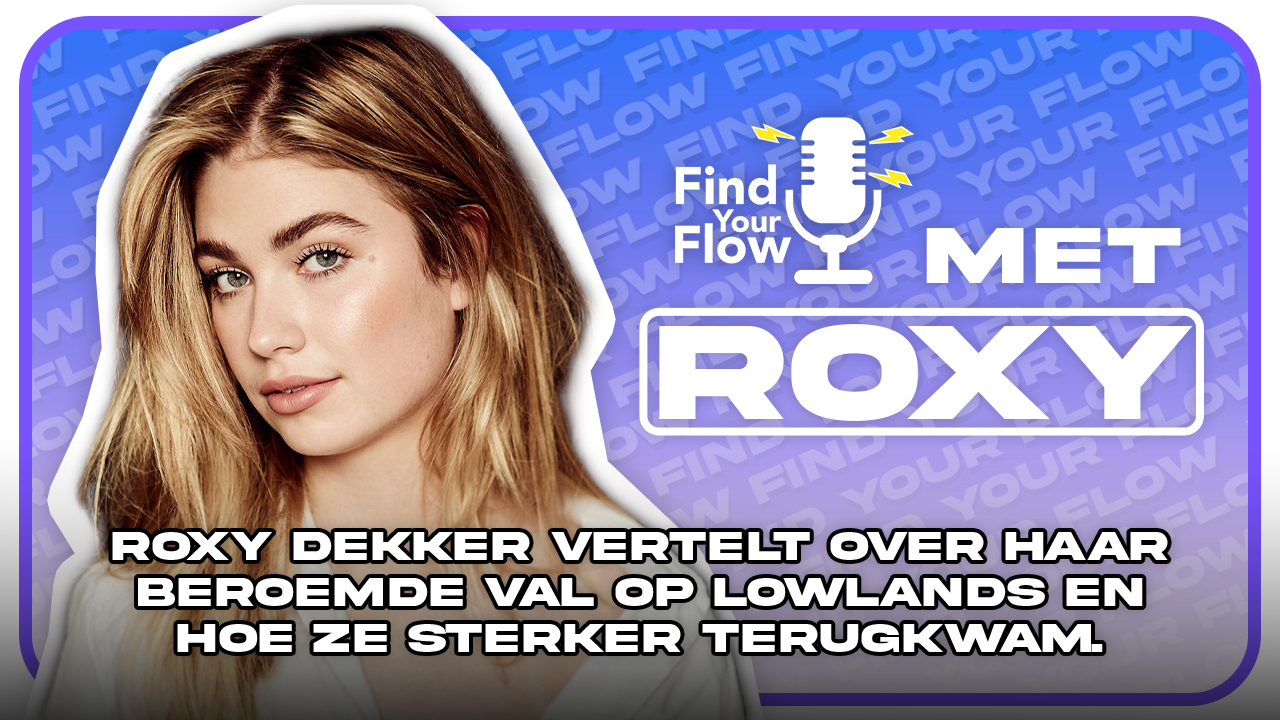 Find
Your
Flow
MET
ROXY
ROXY DEKKER VERTELT OVER HAAR
BEROEMDE VAL OP LOWLANDS EN
HOE ZE STERKER TERUGKWAM.